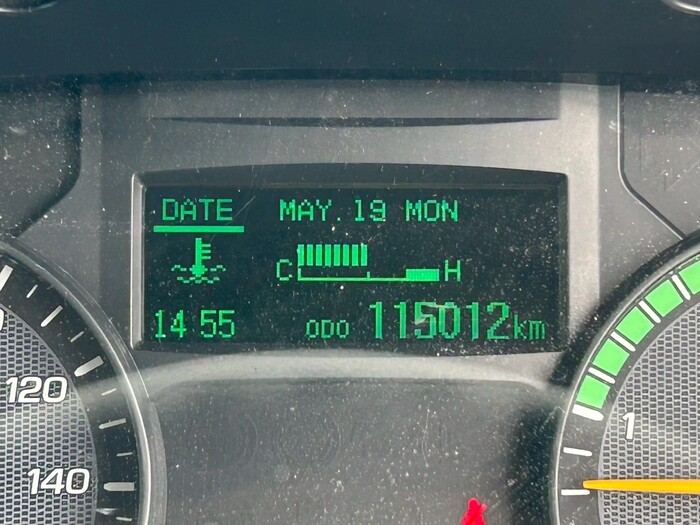 DATE MAY. 19 MON
C H
14 55 ODO 115012km
120
140
1